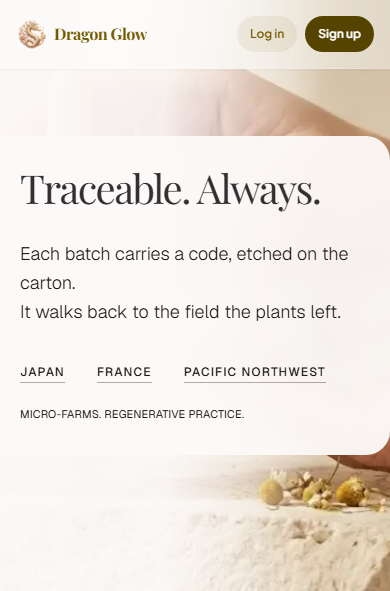 Dragon Glow
Log in
Sign up
Traceable. Always.
Each batch carries a code, etched on the
carton.
It walks back to the field the plants left.
JAPAN
FRANCE
PACIFIC NORTHWEST
MICRO-FARMS. REGENERATIVE PRACTICE.